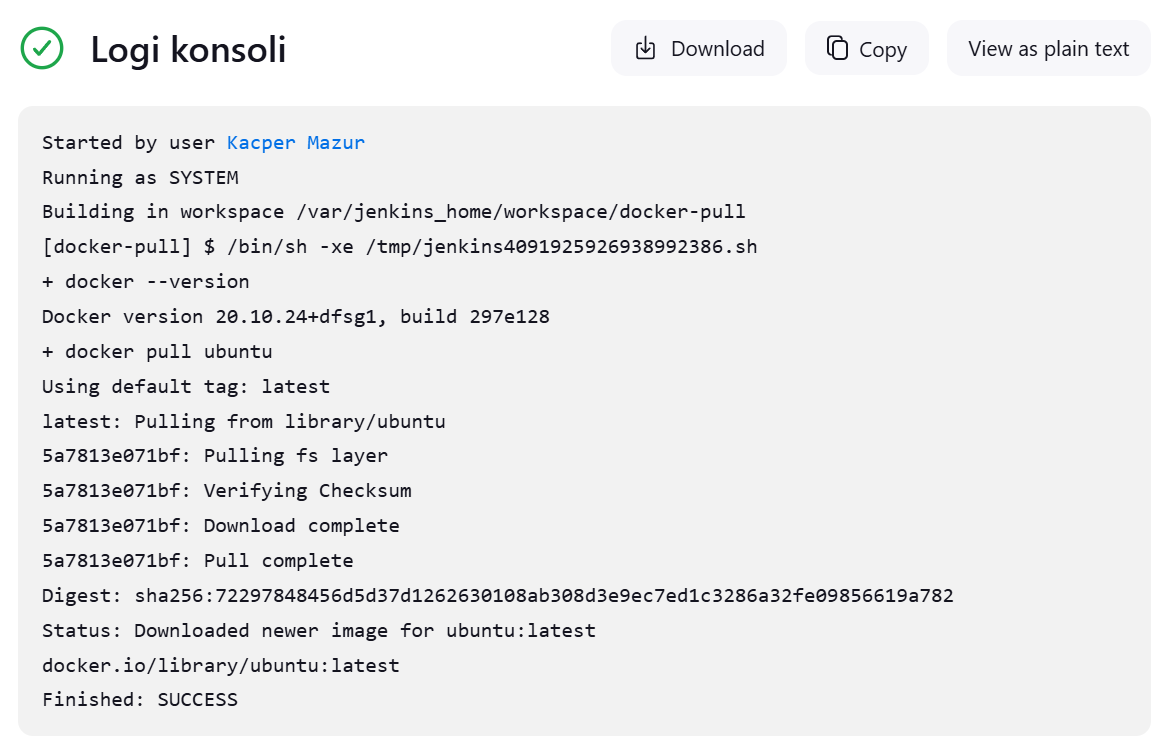 Logi konsoli
Download
Copy
View as plain text
Started by user Kacper Mazur
Running as SYSTEM
Building in workspace /var/jenkins_home/workspace/docker-pull
[docker-pull] $ /bin/sh -xe /tmp/jenkins4091925926938992386.sh
+ docker --version
Docker version 20.10.24+dfsg1, build 297e128
+ docker pull ubuntu
Using default tag: latest
latest: Pulling from library/ubuntu
5a7813e071bf: Pulling fs layer
5a7813e071bf: Verifying Checksum
5a7813e071bf: Download complete
5a7813e071bf: Pull complete
Digest: sha256:72297848456d5d37d1262630108ab308d3e9ec7ed1c3286a32fe09856619a782
Status: Downloaded newer image for ubuntu:latest
docker.io/library/ubuntu:latest
Finished: SUCCESS